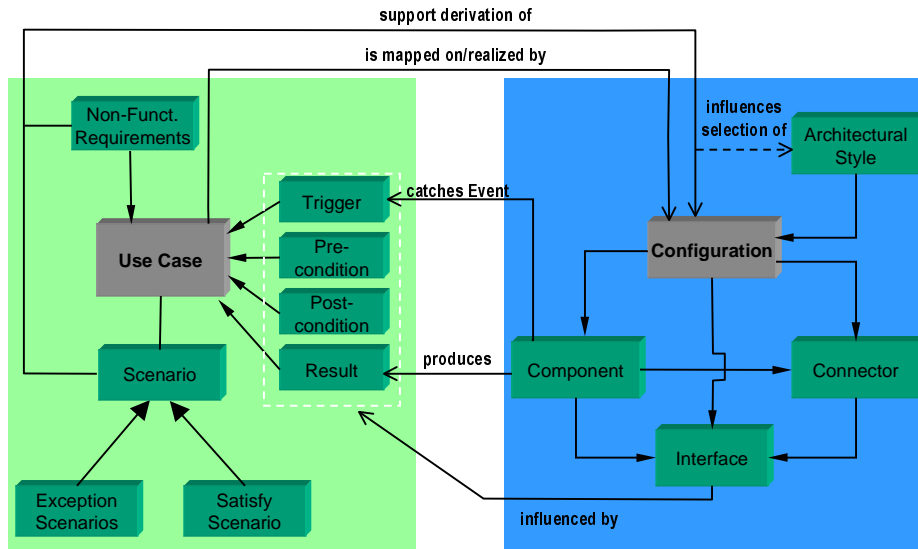 support derivation of
is mapped on/realized by
Non-Funct.
Requirements
influences
selection of
Architectural
Style
Trigger
catches Event
Use Case
Pre-
condition
Configuration
Post-
condition
Scenario
Result
produces
Component
Connector
Interface
Exception
Scenarios
Satisfy
Scenario
influenced by